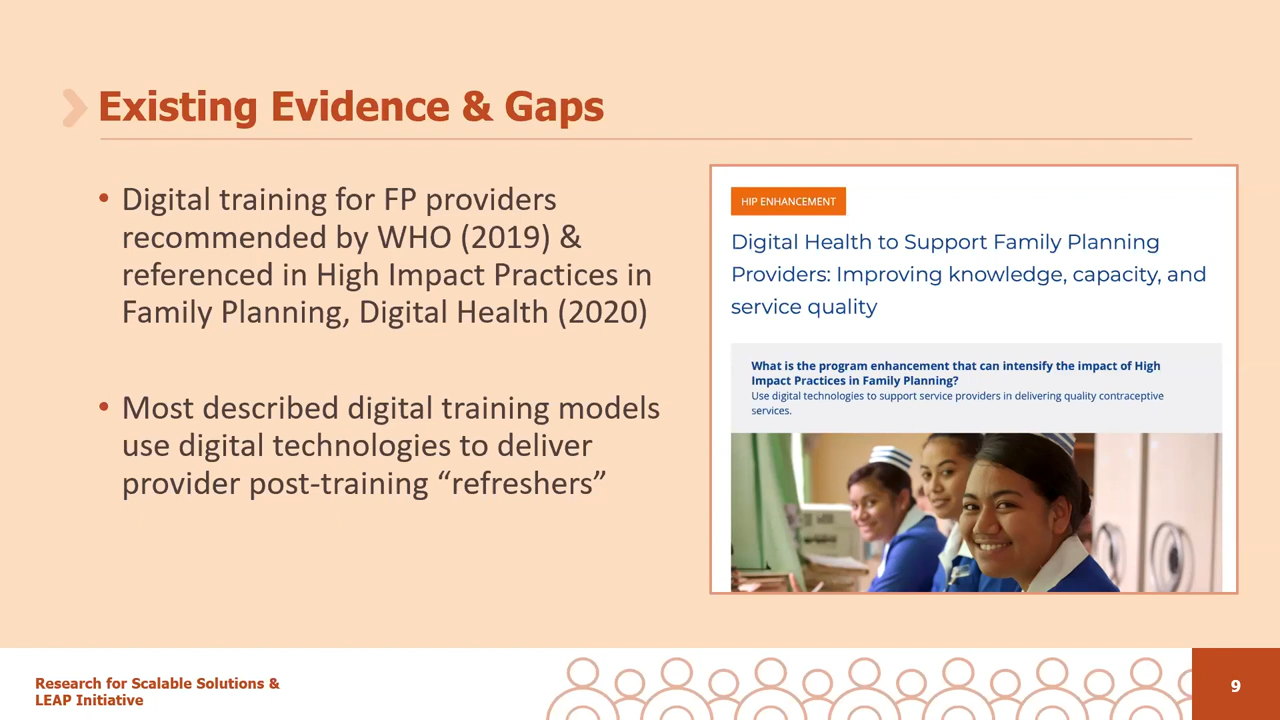 Existing Evidence & Gaps
• Digital training for FP providers
recommended by WHO (2019) &
referenced in High Impact Practices in
Family Planning, Digital Health (2020)
• Most described digital training models
use digital technologies to deliver
provider post-training “refreshers”
HIP ENHANCEMENT
Digital Health to Support Family Planning
Providers: Improving knowledge, capacity, and
service quality
What is the program enhancement that can intensify the impact of High
Impact Practices in Family Planning?
Use digital technologies to support service providers in delivering quality contraceptive
services.
Research for Scalable Solutions &
LEAP Initiative
9